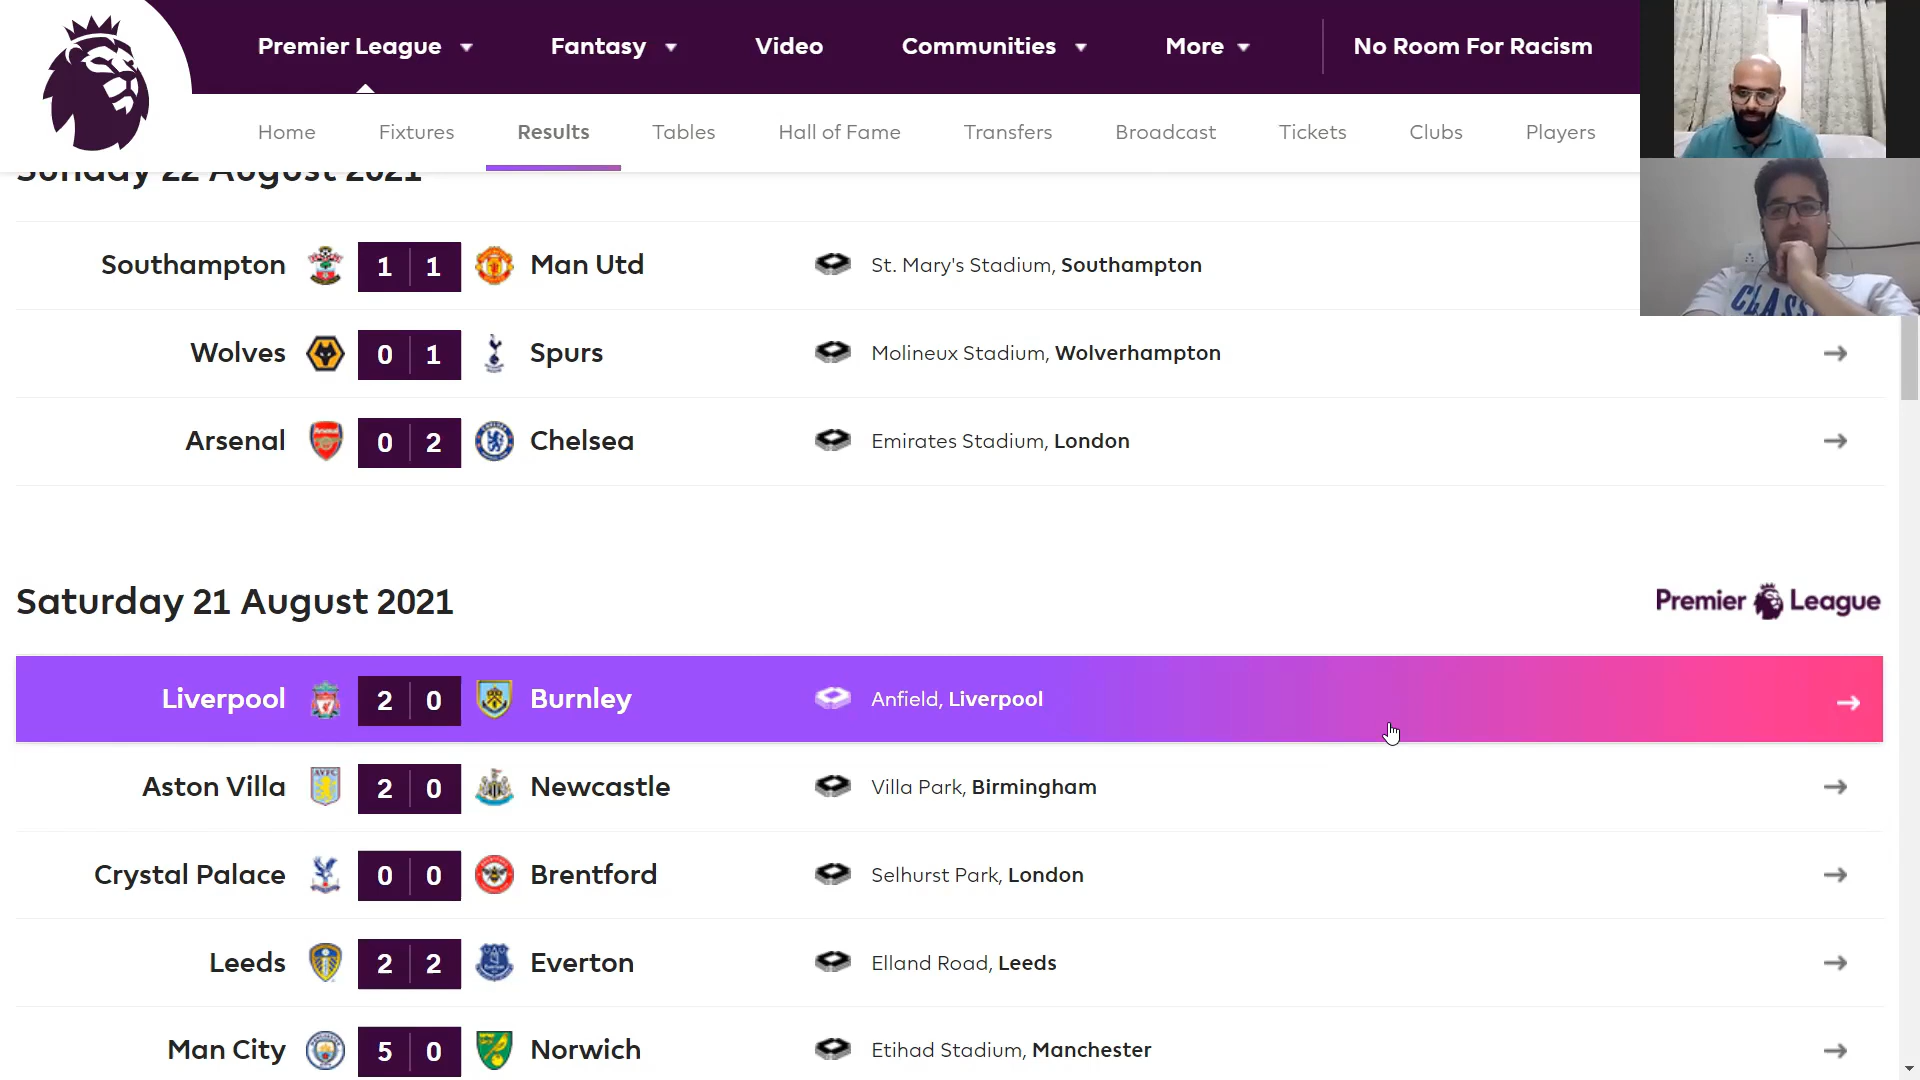 Premier League Fantasy Video Communities More No Room For Racism
Home Fixtures Results Tables Hall of Fame Transfers Broadcast Tickets Clubs Players
Sunday 22 August 2021
Southampton 1 1 Man Utd St. Mary's Stadium, Southampton
Wolves 0 1 Spurs Molineux Stadium, Wolverhampton
Arsenal 0 2 Chelsea Emirates Stadium, London
Saturday 21 August 2021 Premier League
Liverpool 2 0 Burnley Anfield, Liverpool
Aston Villa 2 0 Newcastle Villa Park, Birmingham
Crystal Palace 0 0 Brentford Selhurst Park, London
Leeds 2 2 Everton Elland Road, Leeds
Man City 5 0 Norwich Etihad Stadium, Manchester